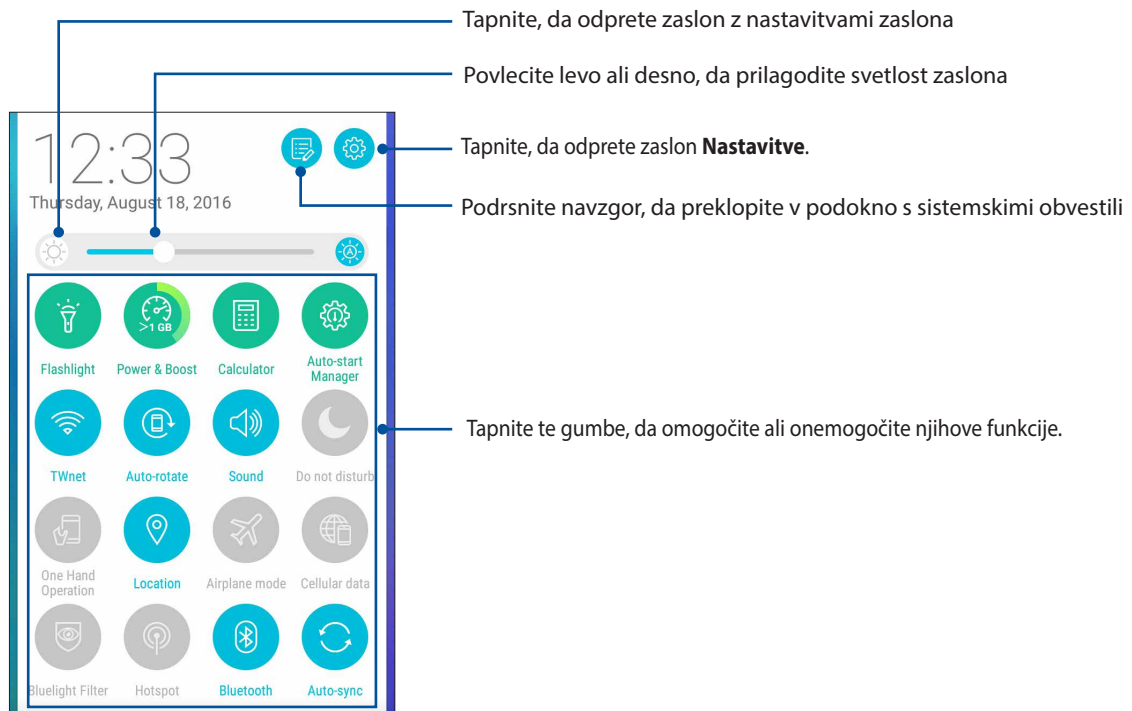 Tapnite, da odprete zaslon z nastavitvami zaslona
Povlecite levo ali desno, da prilagodite svetlost zaslona
12:33
Tapnite, da odprete zaslon Nastavitve.
Thursday, August 18, 2016
Podrsnite navzgor, da preklopite v podokno s sistemskimi obvestili
A
>1 GB
Flashlight
Power & Boost
Calculator
Auto-start
Manager
Tapnite te gumbe, da omogočite ali onemogočite njihove funkcije.
TWnet
Auto-rotate
Sound
Do not disturb
One Hand
Operation
Location
Airplane mode
Cellular data
Bluelight Filter
Hotspot
Bluetooth
Auto-sync